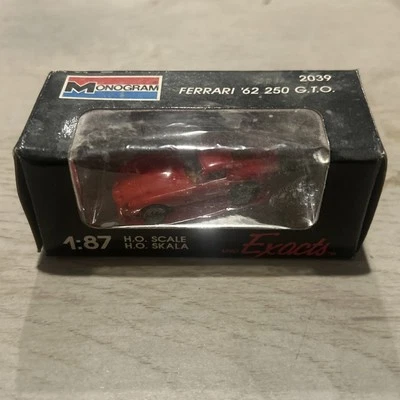 MONOGRAM
2039
FERRARI '62 250 G.T.O.
1:87
H.O. SCALE
H.O. SKALA
Exacts